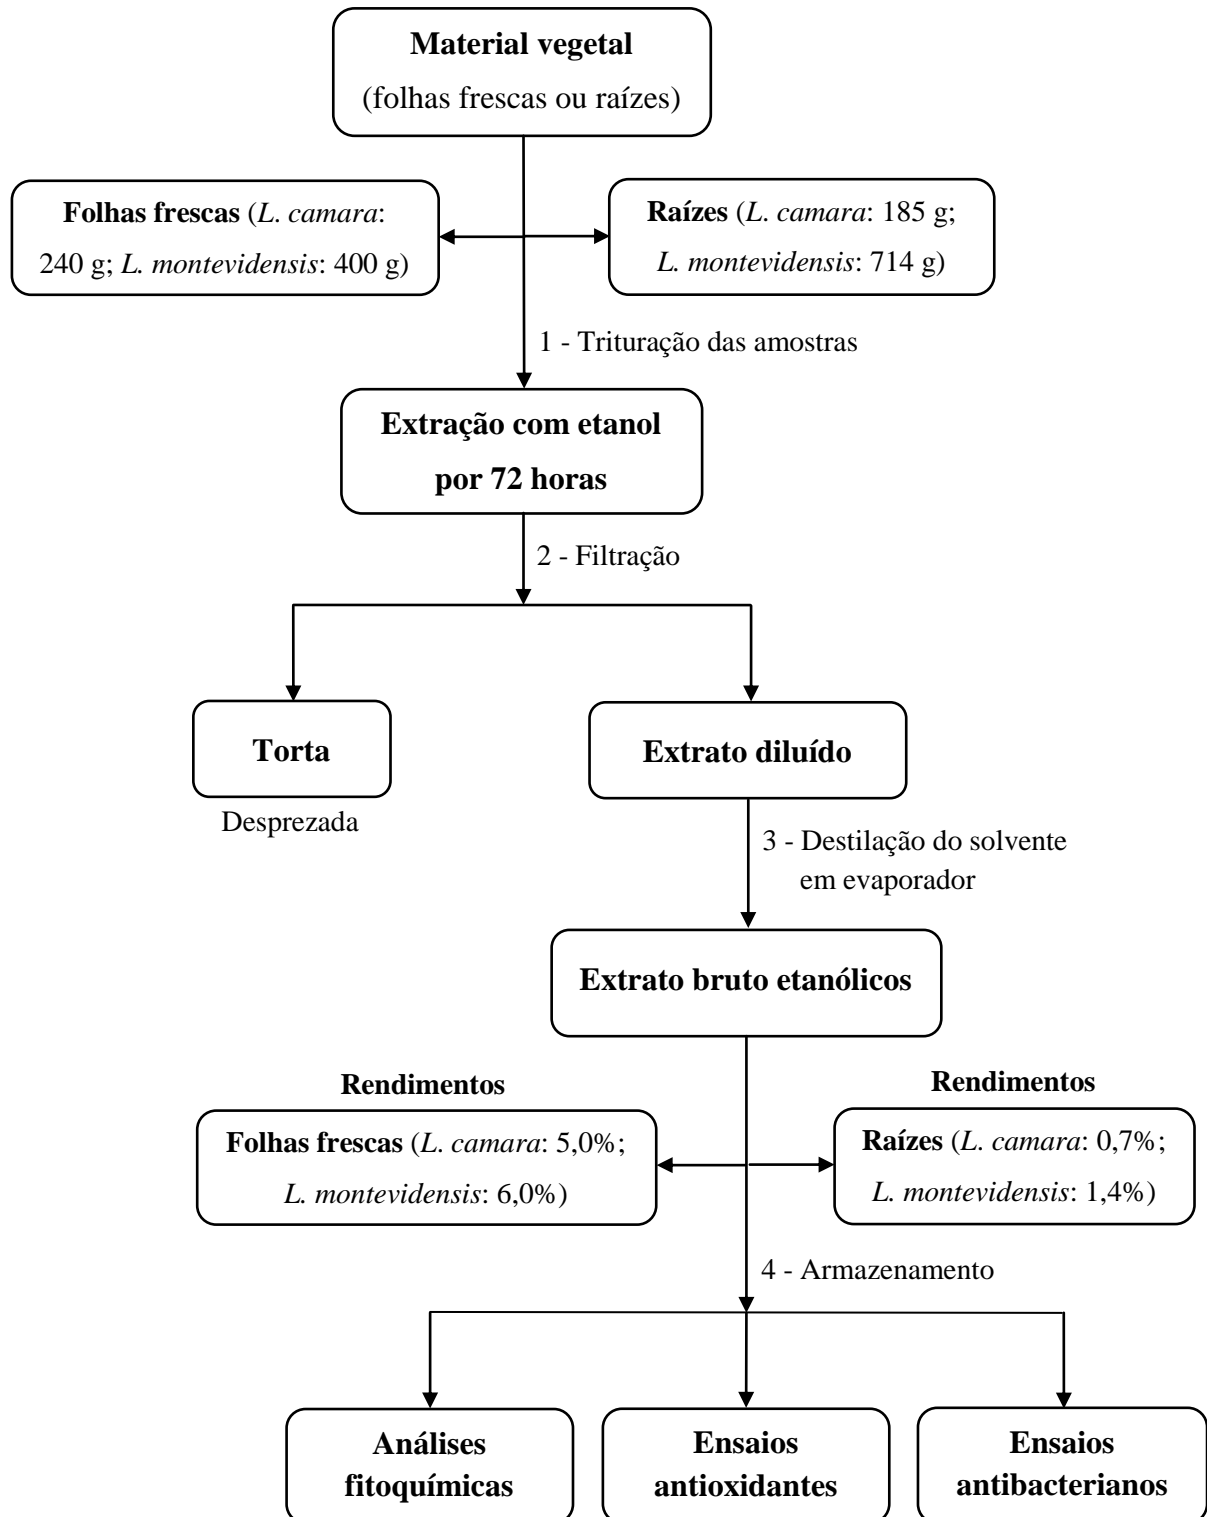 Material vegetal
(folhas frescas ou raízes)
Folhas frescas (L. camara:
240 g; L. montevidensis: 400 g)
Raízes (L. camara: 185 g;
L. montevidensis: 714 g)
1 - Trituração das amostras
Extração com etanol
por 72 horas
2 - Filtração
Torta
Desprezada
Extrato diluído
3 - Destilação do solvente
em evaporador
Extrato bruto etanólicos
Rendimentos
Folhas frescas (L. camara: 5,0%;
L. montevidensis: 6,0%)
Rendimentos
Raízes (L. camara: 0,7%;
L. montevidensis: 1,4%)
4 - Armazenamento
Análises
fitoquímicas
Ensaios
antioxidantes
Ensaios
antibacterianos